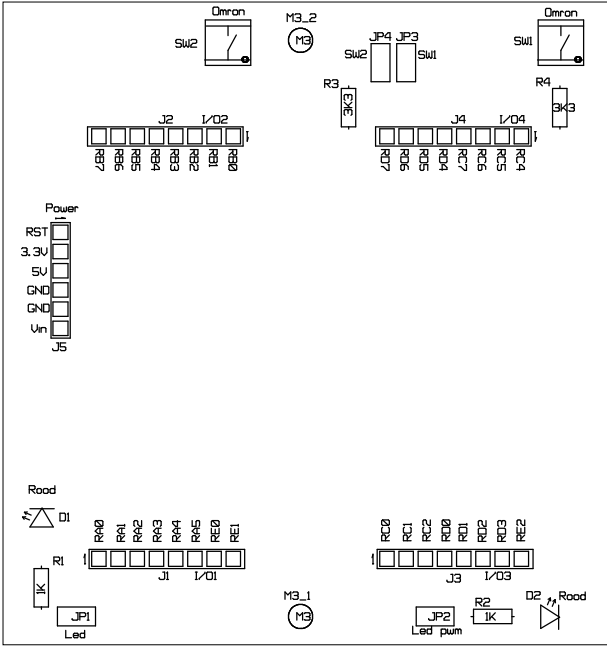 Omron
M3_2
Omron
SW2
M3
JP4
JP3
SW2
SW1
SW1
R3
3K3
R4
3K3
J2
I/O2
J4
I/O4
RB7
RB6
RB5
RB4
RB3
RB2
RB1
RB0
RD7
RD6
RD5
RD4
RC7
RC6
RC5
RC4
Power
RST
3.3V
5V
GND
GND
Vin
J5
Rood
D1
RA0
RA1
RA2
RA3
RA4
RA5
RE0
RE1
RC0
RC1
RC2
RD0
RD1
RD2
RD3
RE2
R1
1K
J1
I/O1
J3
I/O3
JP1
Led
M3_1
M3
JP2
Led pwm
R2
1K
D2
Rood